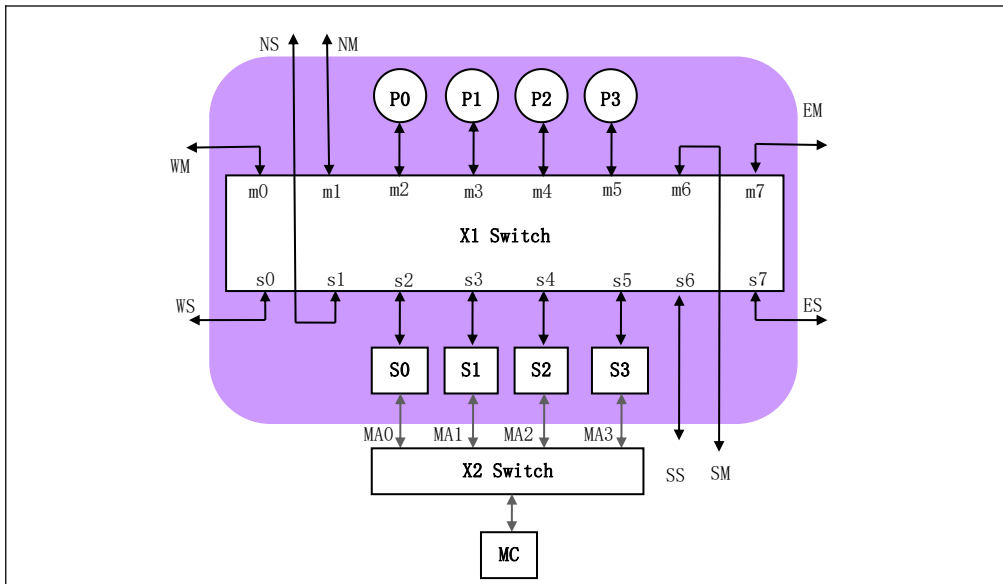 NS NM
P0 P1 P2 P3
EM
WM
m0 m1 m2 m3 m4 m5 m6 m7
X1 Switch
s0 s1 s2 s3 s4 s5 s6 s7
WS ES
S0 S1 S2 S3
MA0 MA1 MA2 MA3
X2 Switch
SS SM
MC